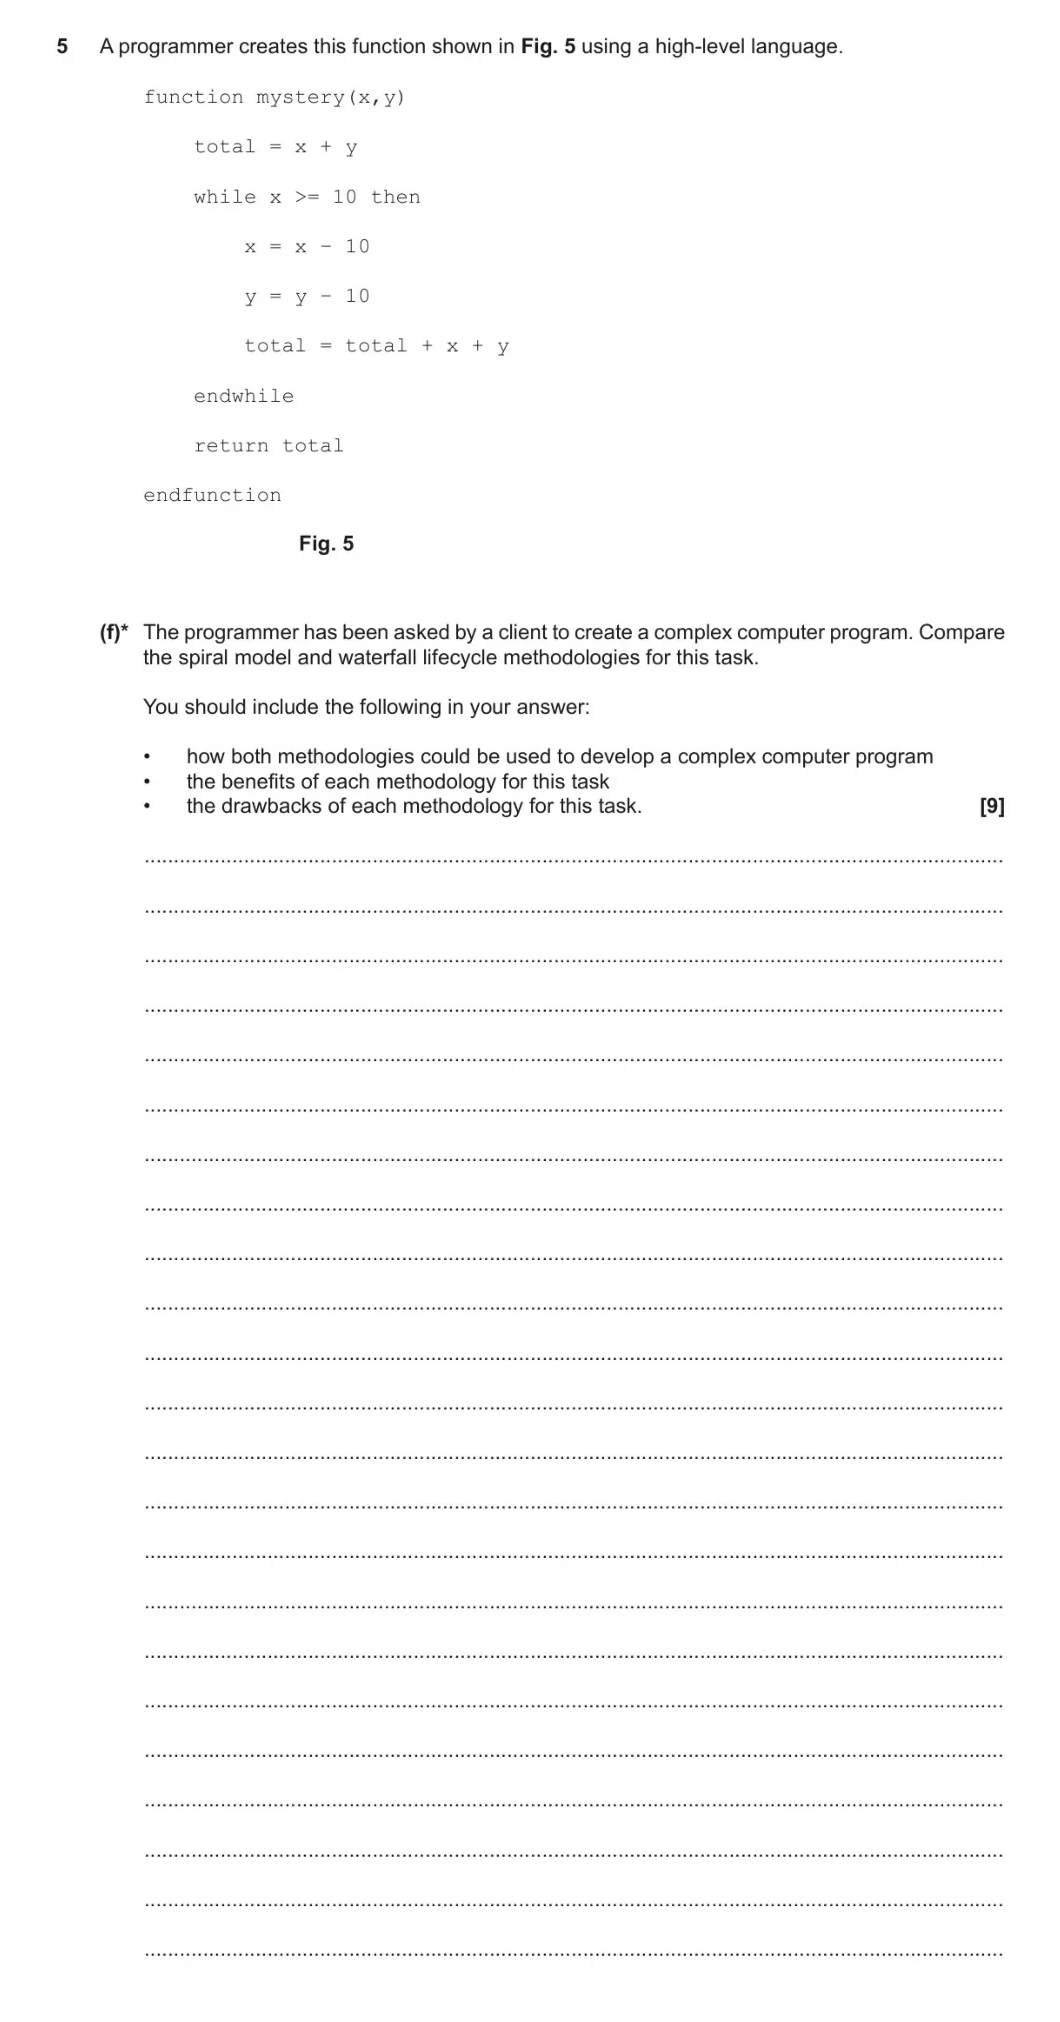 5 A programmer creates this function shown in Fig. 5 using a high-level language.
function mystery(x,y)
total = x + y
while x >= 10 then
x = x – 10
y = y – 10
total = total + x + y
endwhile
return total
endfunction
Fig. 5
(f)* The programmer has been asked by a client to create a complex computer program. Compare
the spiral model and waterfall lifecycle methodologies for this task.
You should include the following in your answer:
• how both methodologies could be used to develop a complex computer program
• the benefits of each methodology for this task
• the drawbacks of each methodology for this task. [9]